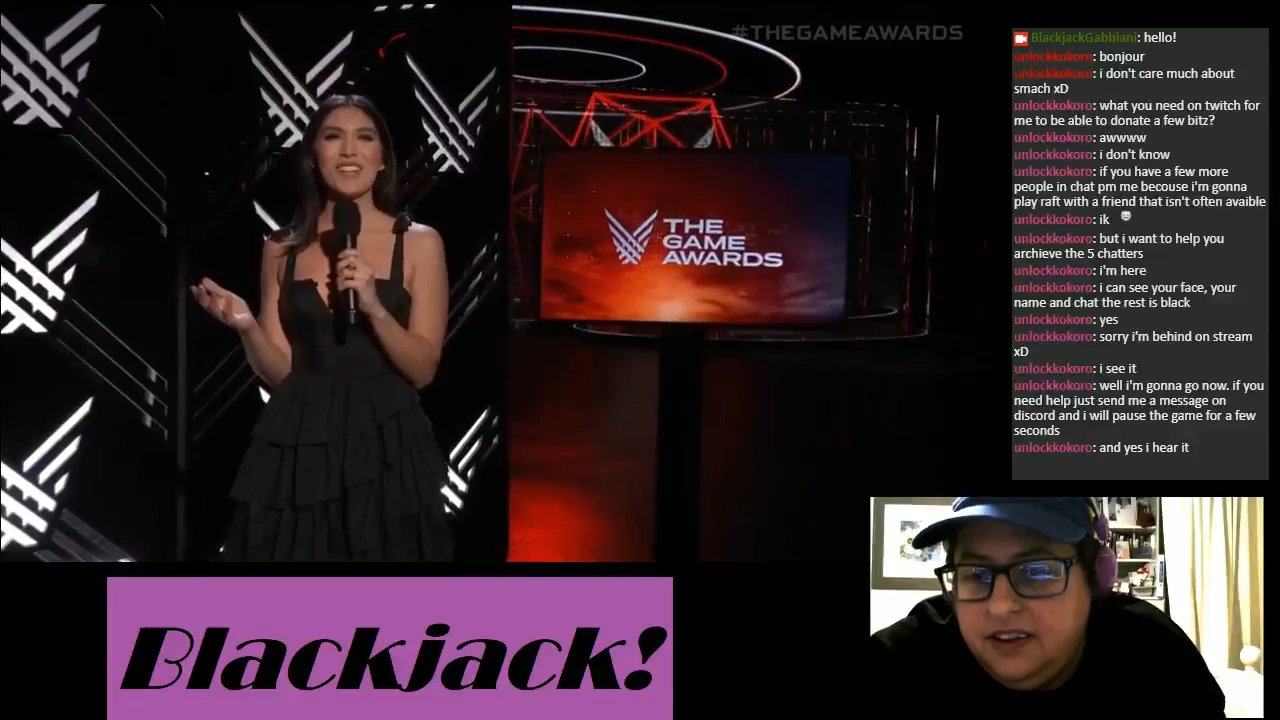 #THEGAMEAWARDS
THE
GAME
AWARDS
BlackjackGabbiani: hello!
unlockkokoro: bonjour
unlockkokoro: i don't care much about
smach xD
unlockkokoro: what you need on twitch for
me to be able to donate a few bitz?
unlockkokoro: awwww
unlockkokoro: i don't know
unlockkokoro: if you have a few more
people in chat pm me becouse i'm gonna
play raft with a friend that isn't often avaible
unlockkokoro: ik
unlockkokoro: but i want to help you
archieve the 5 chatters
unlockkokoro: i'm here
unlockkokoro: i can see your face, your
name and chat the rest is black
unlockkokoro: yes
unlockkokoro: sorry i'm behind on stream
xD
unlockkokoro: i see it
unlockkokoro: well i'm gonna go now. if you
need help just send me a message on
discord and i will pause the game for a few
seconds
unlockkokoro: and yes i hear it
Blackjack!